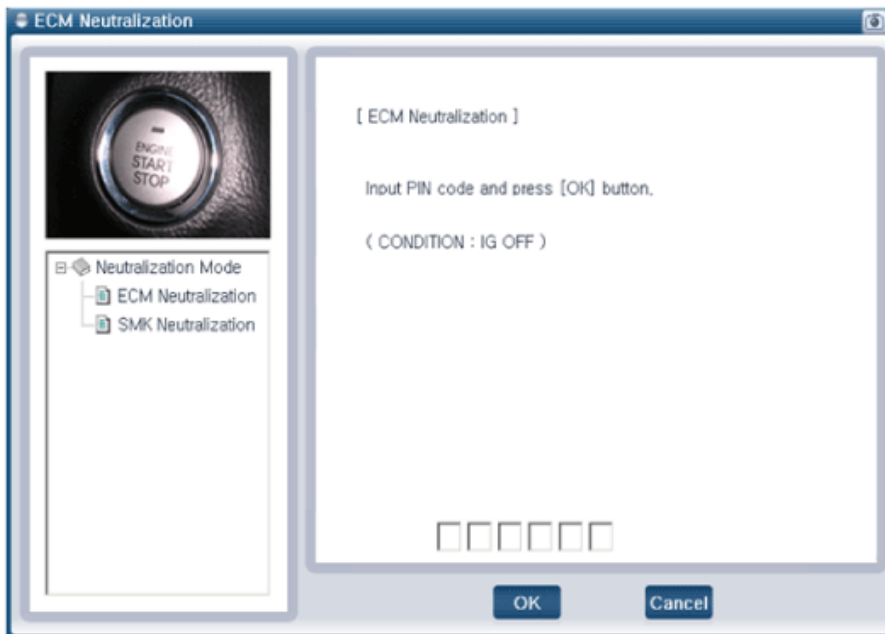 ECM Neutralization
ENGINE
START
STOP
Neutralization Mode
ECM Neutralization
SMK Neutralization
[ ECM Neutralization ]
Input PIN code and press [OK] button.
( CONDITION : IG OFF )
OK
Cancel